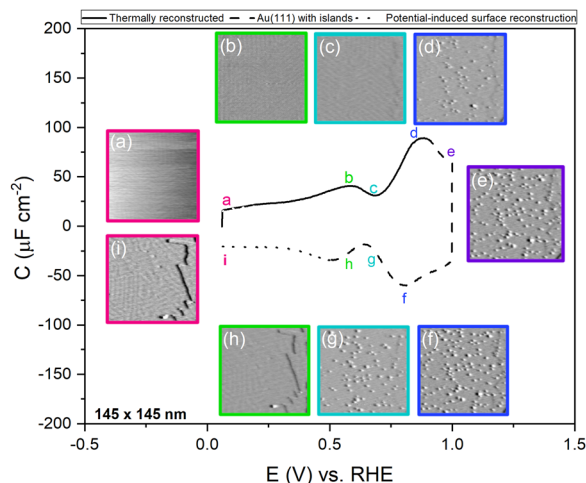 Thermally reconstructed Au(111) with islands Potential-induced surface reconstruction
200
150
100
50
0
-50
-100
-150
-200
C (µF cm-2)
(a)
(b)
(c)
(d)
(e)
(f)
(g)
(h)
(i)
a
b
c
d
e
f
g
h
i
145 x 145 nm
-0.5 0.0 0.5 1.0 1.5
E (V) vs. RHE